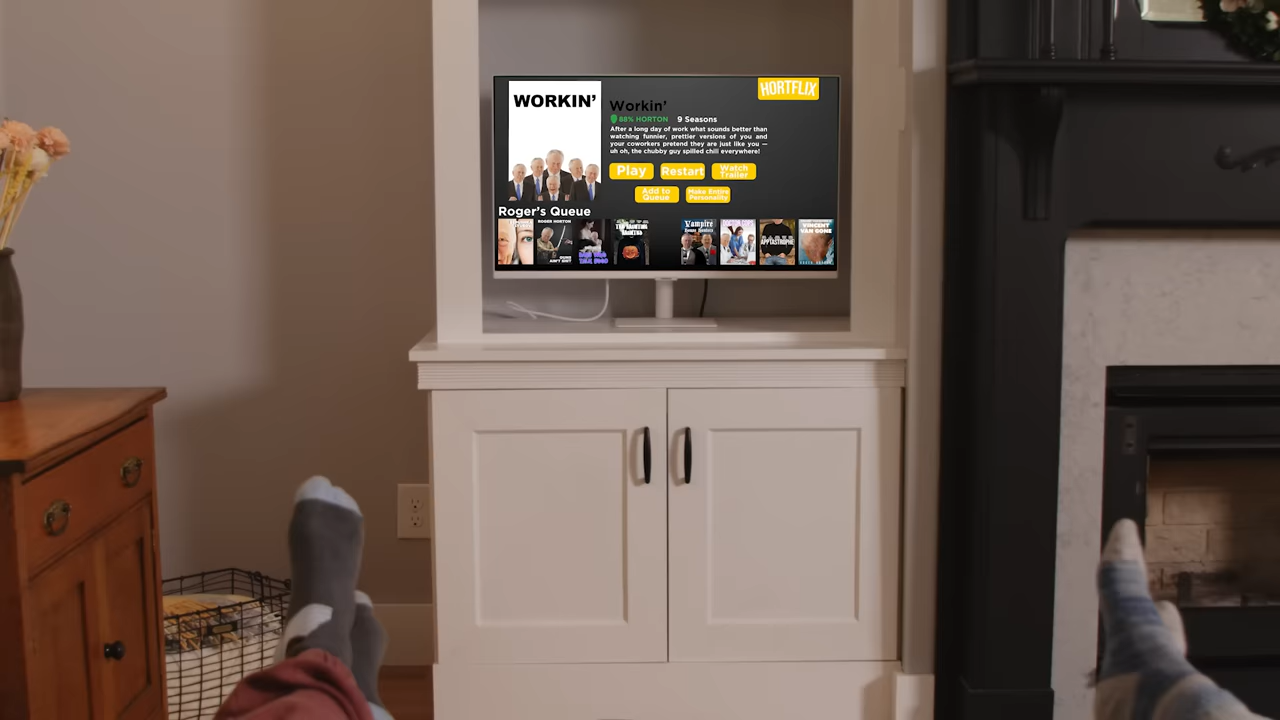 WORKIN'
HORTFLIX
Workin'
88% HORTON 9 Seasons
After a long day of work what sounds better than
watching funnier, prettier versions of you and
your coworkers pretend they are just like you —
uh oh, the chubby guy spilled chili everywhere!
Play Restart Watch Trailer
Add to Queue Make Entire Personality
Roger's Queue
ROGER HORTON
Vampire
VINCENT
VAN GONE